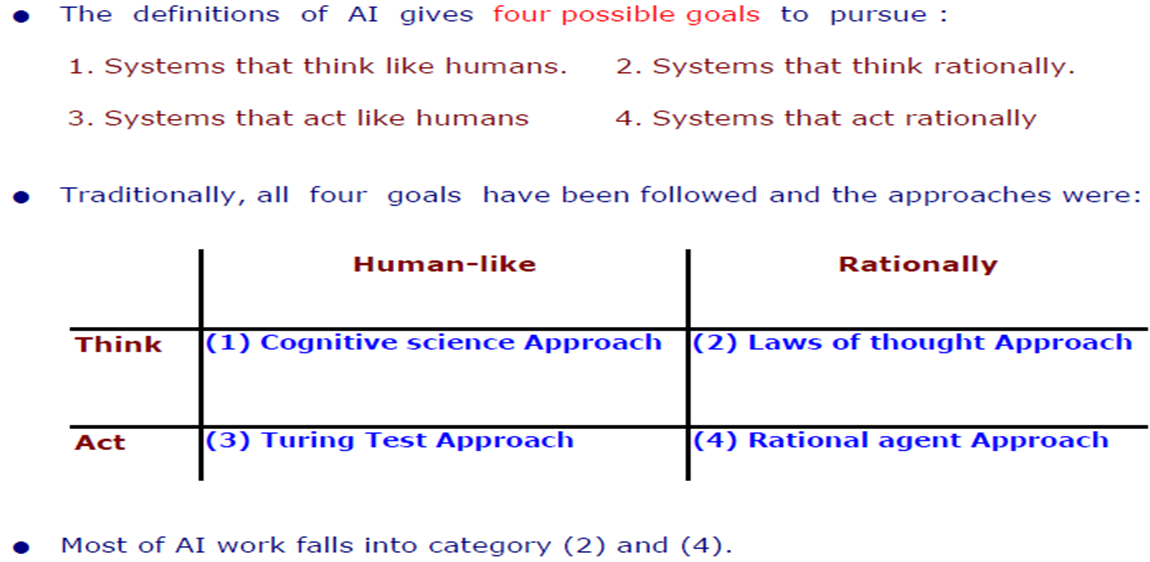 ● The definitions of AI gives four possible goals to pursue :
1. Systems that think like humans. 2. Systems that think rationally.
3. Systems that act like humans 4. Systems that act rationally
● Traditionally, all four goals have been followed and the approaches were:
Human-like Rationally
Think (1) Cognitive science Approach (2) Laws of thought Approach
Act (3) Turing Test Approach (4) Rational agent Approach
● Most of AI work falls into category (2) and (4).